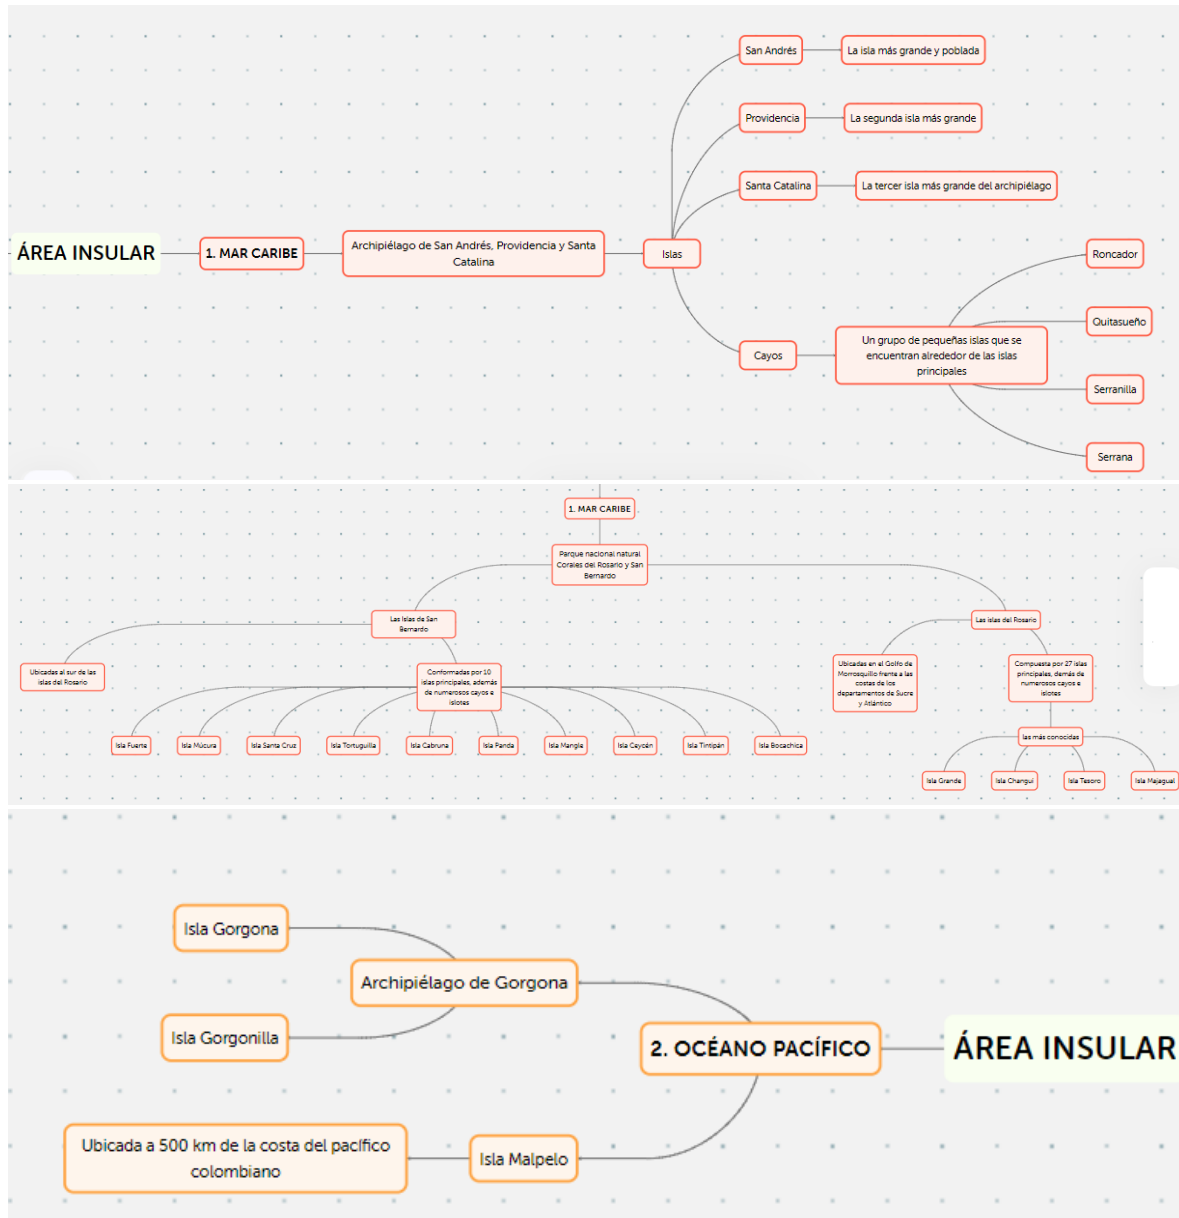 ÁREA INSULAR
1. MAR CARIBE
Archipiélago de San Andrés, Providencia y Santa
Catalina
Islas
San Andrés
La isla más grande y poblada
Providencia
La segunda isla más grande
Santa Catalina
La tercer isla más grande del archipiélago
Cayos
Un grupo de pequeñas islas que se
encuentran alrededor de las islas
principales
Roncador
Quitasueño
Serranilla
Serrana
1. MAR CARIBE
Parque nacional natural
Corales del Rosario y San
Bernardo
Las Islas de San
Bernardo
Ubicadas al sur de las
islas del Rosario
Conformadas por 10
islas principales, además
de numerosos cayos e
islotes
Isla Fuerte
Isla Múcura
Isla Santa Cruz
Isla Tortuguilla
Isla Cabruna
Isla Panda
Isla Mangle
Isla Ceycén
Isla Tintipán
Isla Bocachica
Las islas del Rosario
Ubicadas en el Golfo de
Morrosquillo frente a las
costas de los
departamentos de Sucre
y Atlántico
Compuesta por 27 islas
principales, demás de
numerosos cayos e
islotes
las más conocidas
Isla Grande
Isla Changui
Isla Tesoro
Isla Majagual
Isla Gorgona
Archipiélago de Gorgona
Isla Gorgonilla
2. OCÉANO PACÍFICO
ÁREA INSULAR
Ubicada a 500 km de la costa del pacífico
colombiano
Isla Malpelo